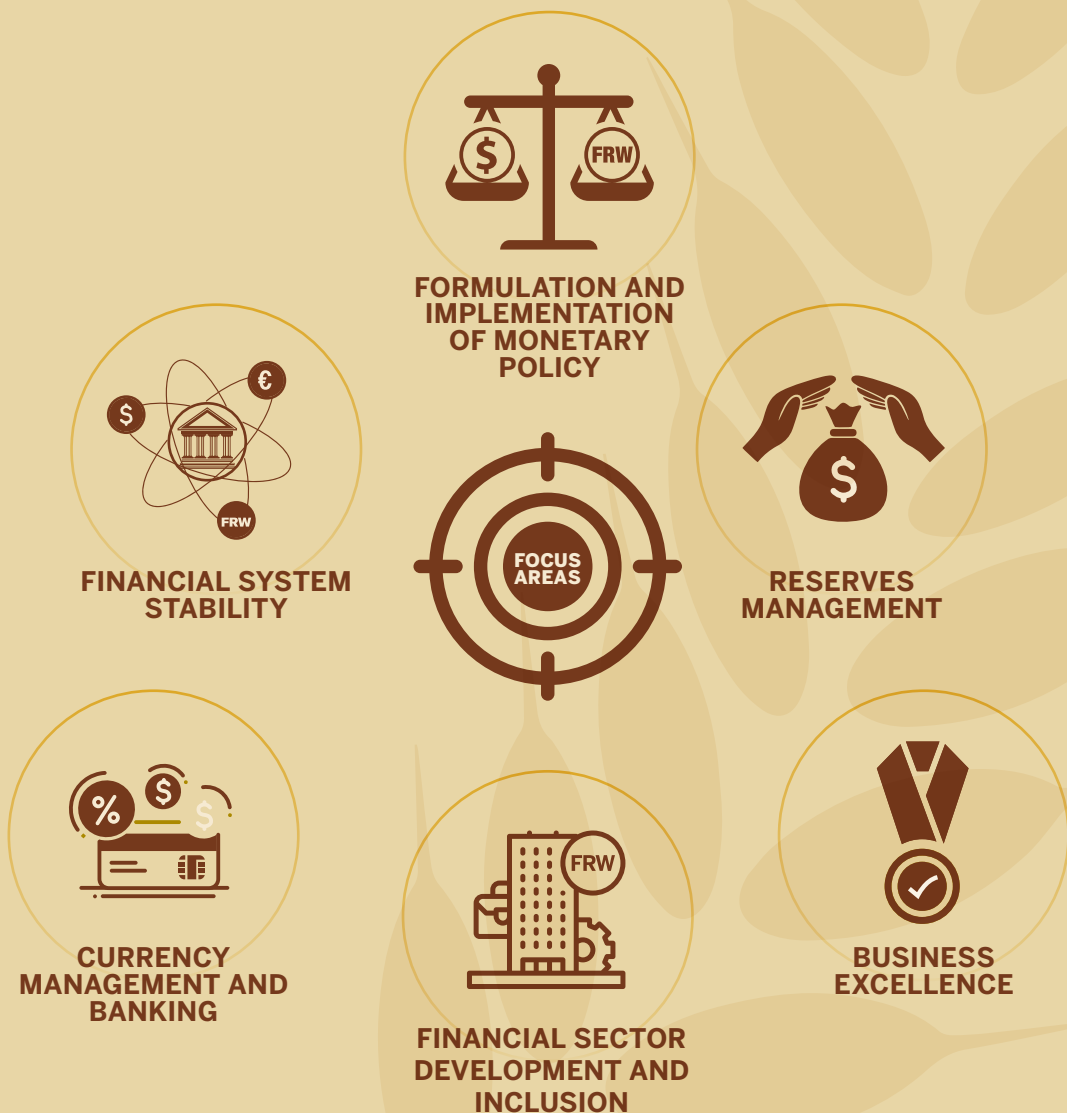 $
FRW
FORMULATION AND
IMPLEMENTATION
OF MONETARY
POLICY
€
$
FRW
FINANCIAL SYSTEM
STABILITY
FOCUS
AREAS
$
RESERVES
MANAGEMENT
%
$
$
CURRENCY
MANAGEMENT AND
BANKING
FRW
FINANCIAL SECTOR
DEVELOPMENT AND
INCLUSION
BUSINESS
EXCELLENCE